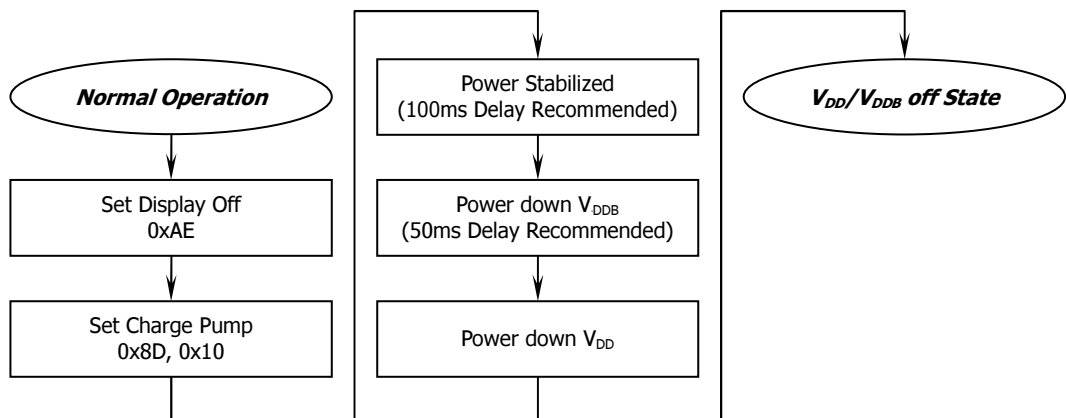 Normal Operation
Set Display Off
0xAE
Set Charge Pump
0x8D, 0x10
Power Stabilized
(100ms Delay Recommended)
Power down VDDB
(50ms Delay Recommended)
Power down VDD
VDD/VDDB off State